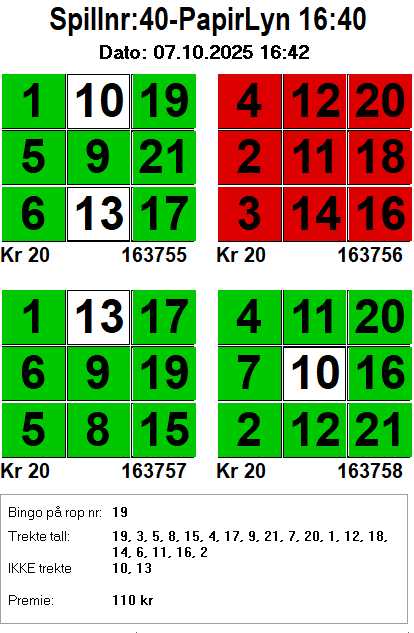 Spillnr:40-PapirLyn 16:40
Dato: 07.10.2025 16:42
1 10 19 4 12 20
5 9 21 2 11 18
6 13 17 3 14 16
Kr 20 163755 Kr 20 163756
1 13 17 4 11 20
6 9 19 7 10 16
5 8 15 2 12 21
Kr 20 163757 Kr 20 163758
Bingo på rop nr: 19
Trekte tall: 19, 3, 5, 8, 15, 4, 17, 9, 21, 7, 20, 1, 12, 18,
14, 6, 11, 16, 2
IKKE trekte 10, 13
Premie: 110 kr